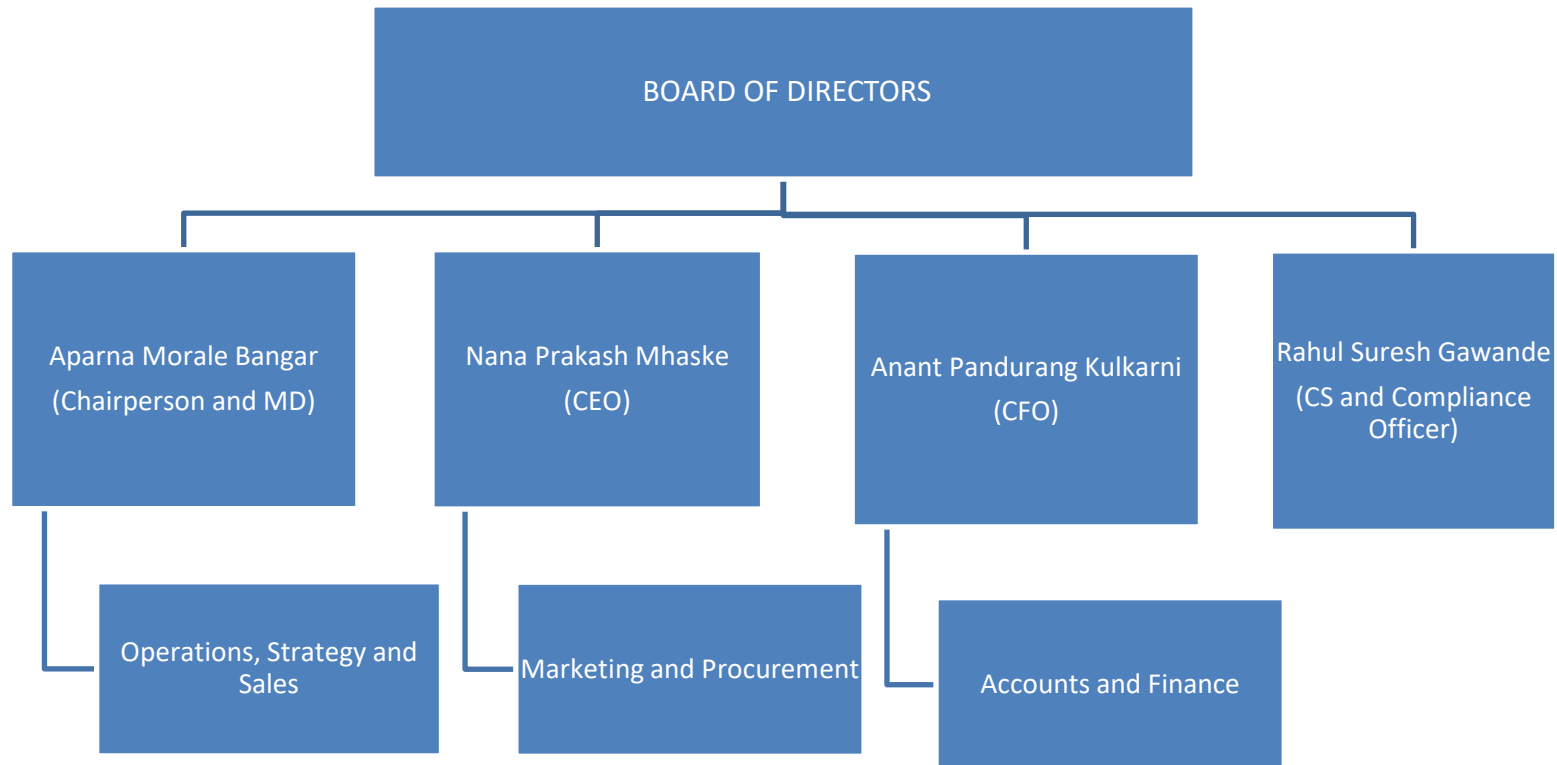 BOARD OF DIRECTORS
Aparna Morale Bangar
(Chairperson and MD)
Nana Prakash Mhaske
(CEO)
Anant Pandurang Kulkarni
(CFO)
Rahul Suresh Gawande
(CS and Compliance
Officer)
Operations, Strategy and
Sales
Marketing and Procurement
Accounts and Finance